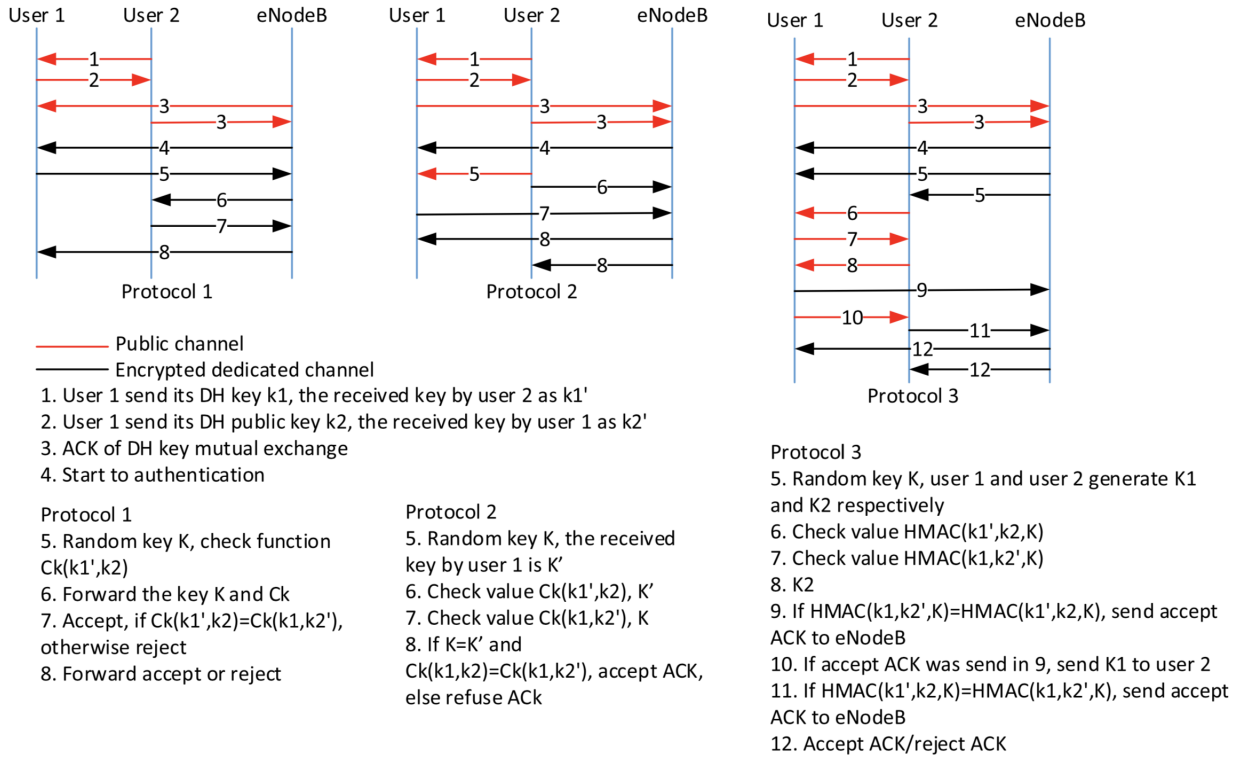 User 1 User 2 eNodeB
1
2
3
3
4
5
6
7
8
Protocol 1
User 1 User 2 eNodeB
1
2
3
3
4
5
6
7
8
8
Protocol 2
User 1 User 2 eNodeB
1
2
3
3
4
5
5
6
7
8
9
10
11
12
12
Protocol 3
Public channel
Encrypted dedicated channel
1. User 1 send its DH key k1, the received key by user 2 as k1'
2. User 1 send its DH public key k2, the received key by user 1 as k2'
3. ACK of DH key mutual exchange
4. Start to authentication
Protocol 1
5. Random key K, check function
Ck(k1',k2)
6. Forward the key K and Ck
7. Accept, if Ck(k1',k2)=Ck(k1,k2'),
otherwise reject
8. Forward accept or reject
Protocol 2
5. Random key K, the received
key by user 1 is K’
6. Check value Ck(k1',k2), K’
7. Check value Ck(k1,k2'), K
8. If K=K’ and
Ck(k1,k2)=Ck(k1,k2'), accept ACK,
else refuse ACk
Protocol 3
5. Random key K, user 1 and user 2 generate K1
and K2 respectively
6. Check value HMAC(k1',k2,K)
7. Check value HMAC(k1,k2',K)
8. K2
9. If HMAC(k1,k2',K)=HMAC(k1',k2,K), send accept
ACK to eNodeB
10. If accept ACK was send in 9, send K1 to user 2
11. If HMAC(k1',k2,K)=HMAC(k1,k2',K), send accept
ACK to eNodeB
12. Accept ACK/reject ACK